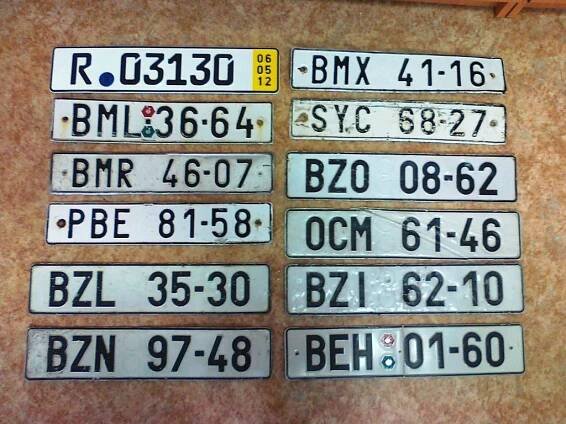 R.03130 06 05 12
BML 36-64
BMR 46-07
PBE 81-58
BZL 35-30
BZN 97-48
BMX 41-16
SYC 68-27
BZO 08-62
OCM 61-46
BZI 62-10
BEH 01-60